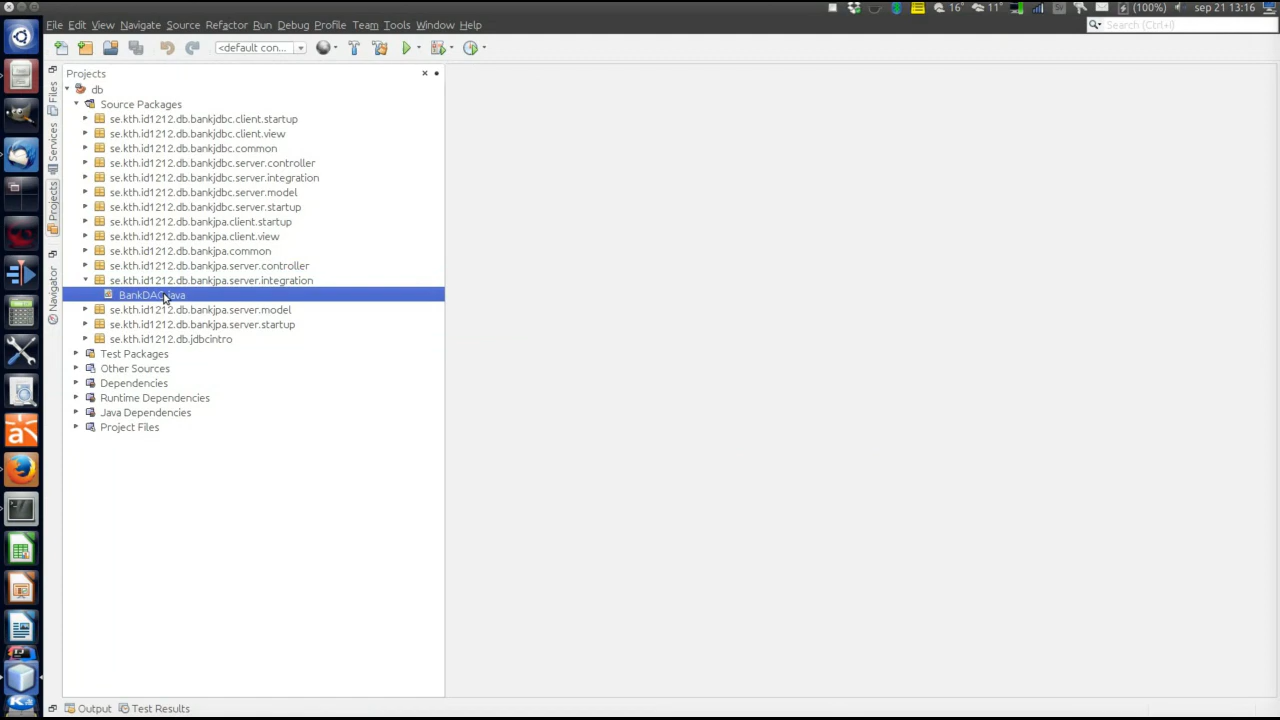 (100%) sep 21 13:16
File Edit View Navigate Source Refactor Run Debug Profile Team Tools Window Help
Search (Ctrl+I)
<default con...
Projects
db
Source Packages
se.kth.id1212.db.bankjdbc.client.startup
se.kth.id1212.db.bankjdbc.client.view
se.kth.id1212.db.bankjdbc.common
se.kth.id1212.db.bankjdbc.server.controller
se.kth.id1212.db.bankjdbc.server.integration
se.kth.id1212.db.bankjdbc.server.model
se.kth.id1212.db.bankjdbc.server.startup
se.kth.id1212.db.bankjpa.client.startup
se.kth.id1212.db.bankjpa.client.view
se.kth.id1212.db.bankjpa.common
se.kth.id1212.db.bankjpa.server.controller
se.kth.id1212.db.bankjpa.server.integration
BankDAO.java
se.kth.id1212.db.bankjpa.server.model
se.kth.id1212.db.bankjpa.server.startup
se.kth.id1212.db.jdbcintro
Test Packages
Other Sources
Dependencies
Runtime Dependencies
Java Dependencies
Project Files
Files
Services
Projects
Navigator
Output Test Results